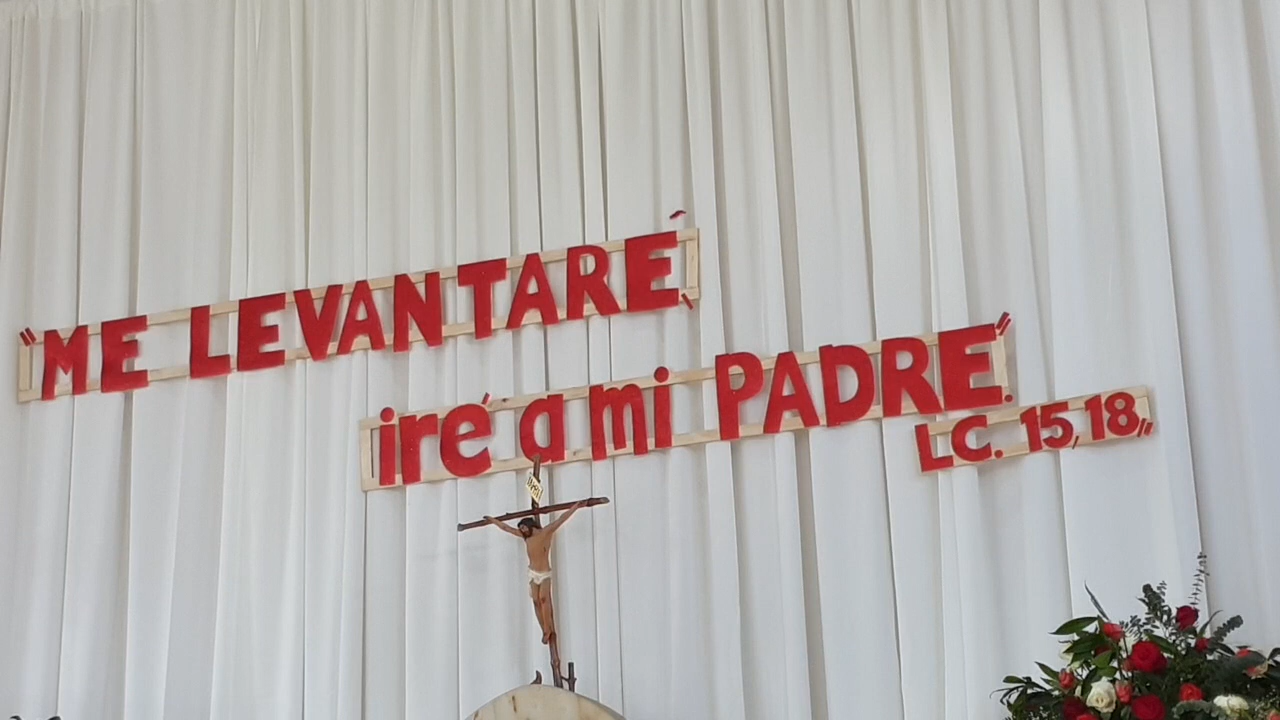 "ME LEVANTARÉ,
iré a mi PADRE".
LC. 15,18,,